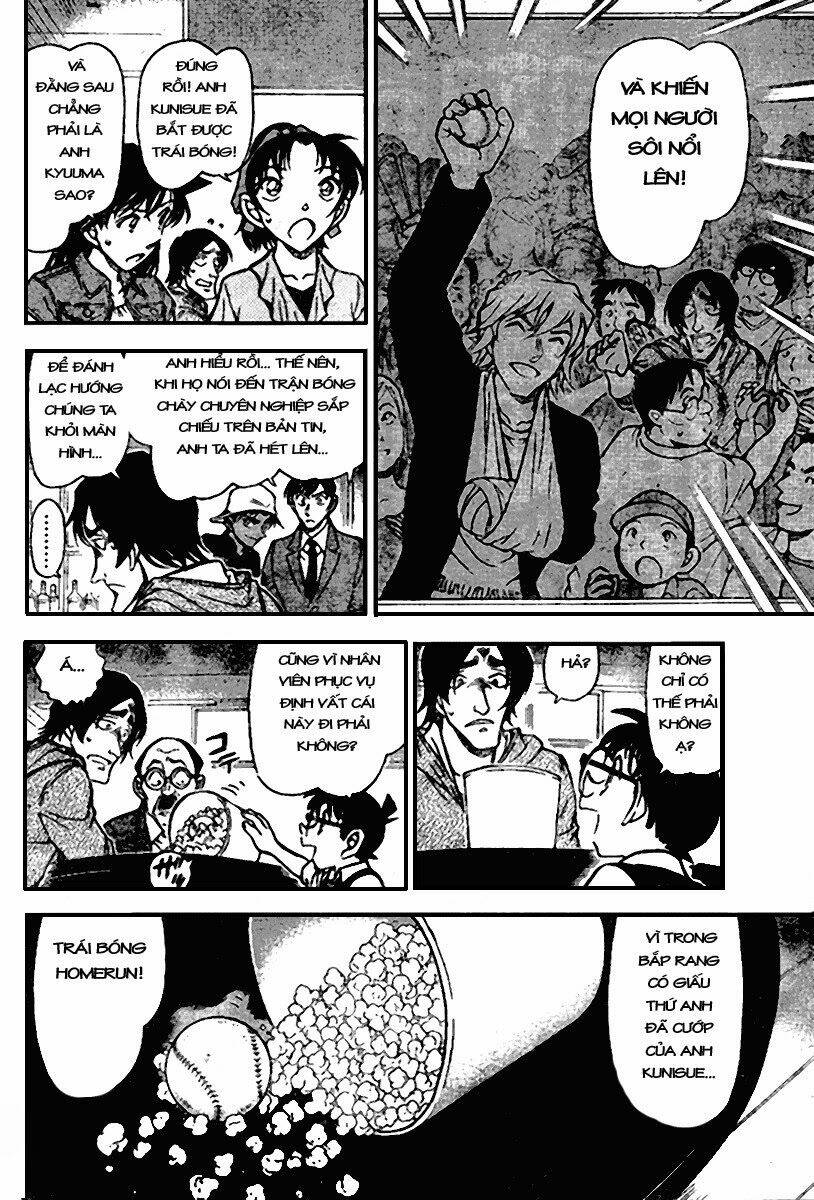 VÀ KHIẾN
MỌI NGƯỜI
SÔI NỔI
LÊN!
ĐÚNG
RỒI! ANH
KUNISUE ĐÃ
BẮT ĐƯỢC
TRÁI BÓNG!
VÀ
ĐẰNG SAU
CHẲNG
PHẢI LÀ
ANH
KYUUMA
SAO?
ANH HIỂU RỒI... THẾ NÊN,
KHI HỌ NÓI ĐẾN TRẬN BÓNG
CHÀY CHUYÊN NGHIỆP SẮP
CHIẾU TRÊN BẢN TIN,
ANH TA ĐÃ HÉT LÊN...
ĐỂ ĐÁNH
LẠC HƯỚNG
CHÚNG TA
KHỎI MÀN
HÌNH...
........
KHÔNG
CHỈ CÓ
THẾ PHẢI
KHÔNG
Ạ?
HẢ?
CŨNG VÌ NHÂN
VIÊN PHỤC VỤ
ĐỊNH VẤT CÁI
NÀY ĐI PHẢI
KHÔNG?
Á...
コテ
VÌ TRONG
BẮP RANG
CÓ GIẤU
THỨ ANH
ĐÃ CƯỚP
CỦA ANH
KUNISUE...
TRÁI BÓNG
HOMERUN!